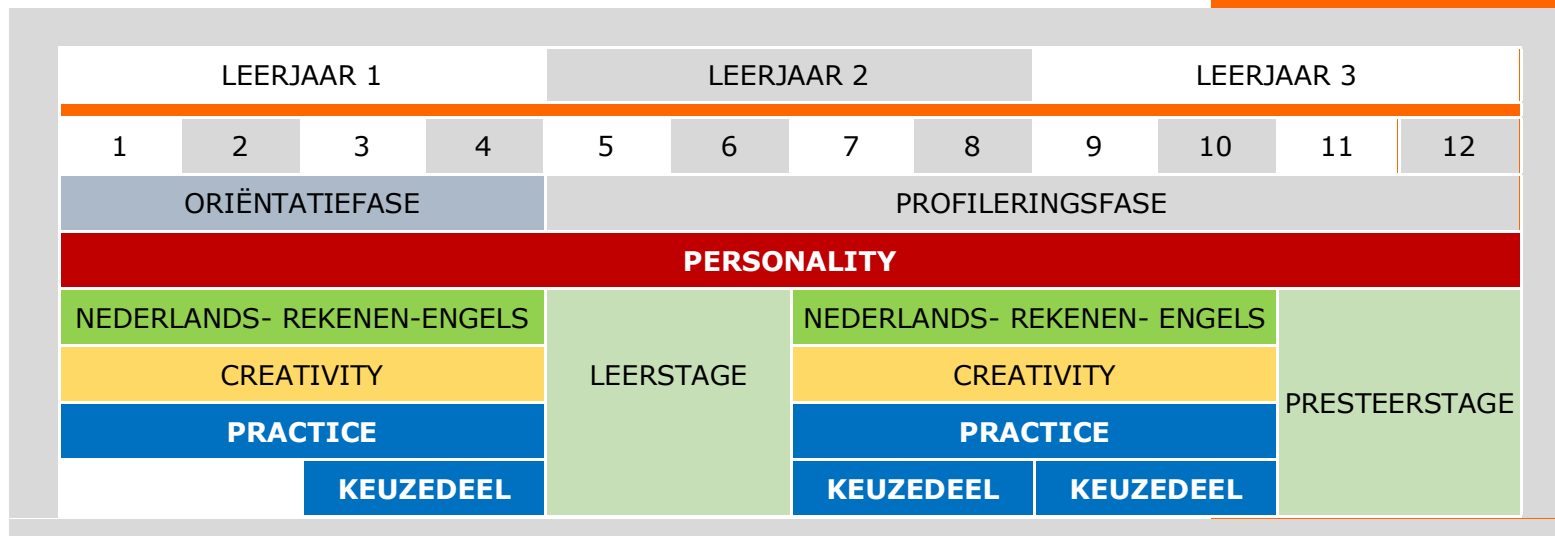 LEERJAAR 1 LEERJAAR 2 LEERJAAR 3
1 2 3 4 5 6 7 8 9 10 11 12
ORIËNTATIEFASE PROFILERINGSFASE
PERSONALITY
NEDERLANDS- REKENEN-ENGELS NEDERLANDS- REKENEN- ENGELS
CREATIVITY LEERSTAGE CREATIVITY
PRESTEERSTAGE
PRACTICE PRACTICE
KEUZEDEEL KEUZEDEEL KEUZEDEEL